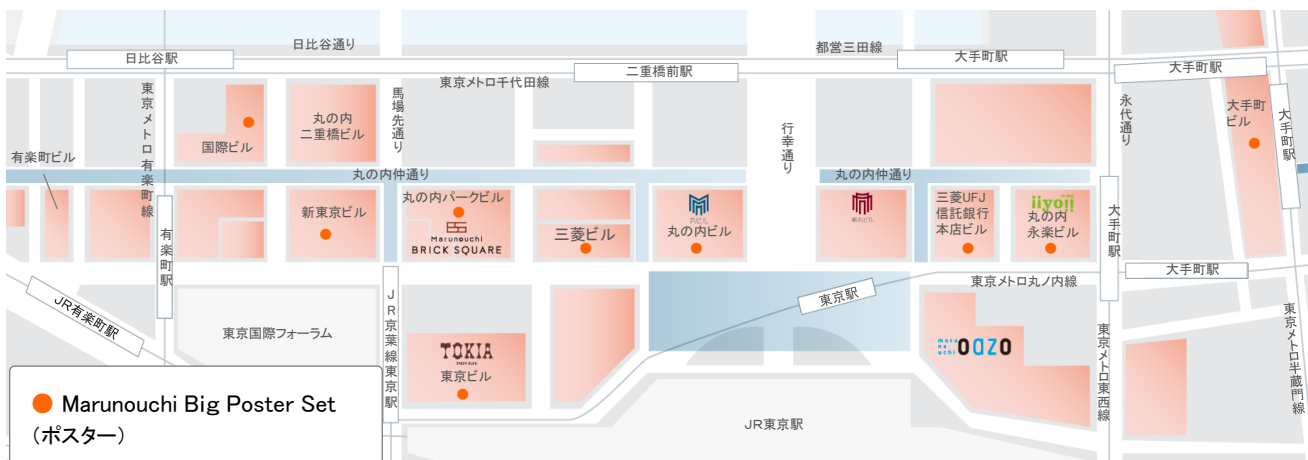 日比谷通り
都営三田線
日比谷駅
大手町駅
二重橋前駅
大手町駅
東京メトロ千代田線
東京メトロ有楽町線
馬場先通り
行幸通り
永代通り
大手町駅
大手町
ビル
国際ビル
丸の内
二重橋ビル
有楽町ビル
丸の内仲通り
丸の内仲通り
有楽町駅
新東京ビル
丸の内パークビル
Marunouchi
BRICK SQUARE
三菱ビル
丸ビル
丸の内ビル
新丸ビル
三菱UFJ
信託銀行
本店ビル
iiyo!!
丸の内
永楽ビル
大手町駅
大手町駅
東京メトロ丸ノ内線
東京駅
JR有楽町駅
東京国際フォーラム
JR京葉線東京駅
TOKIA
東京ビル
maru
no
uchi
OAZO
東京メトロ東西線
東京メトロ半蔵門線
JR東京駅
Marunouchi Big Poster Set
(ポスター)